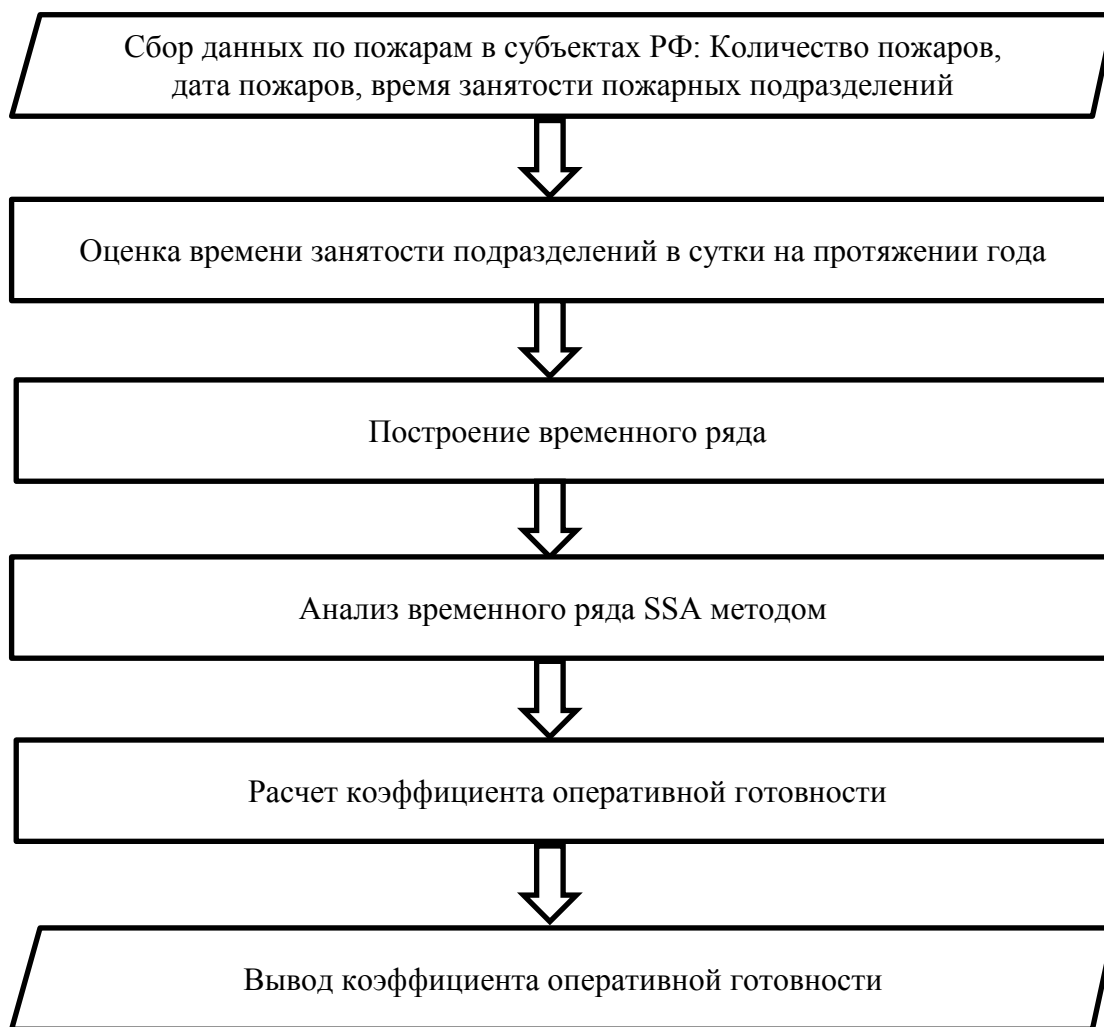 Сбор данных по пожарам в субъектах РФ: Количество пожаров,
дата пожаров, время занятости пожарных подразделений
Оценка времени занятости подразделений в сутки на протяжении года
Построение временного ряда
Анализ временного ряда SSA методом
Расчет коэффициента оперативной готовности
Вывод коэффициента оперативной готовности